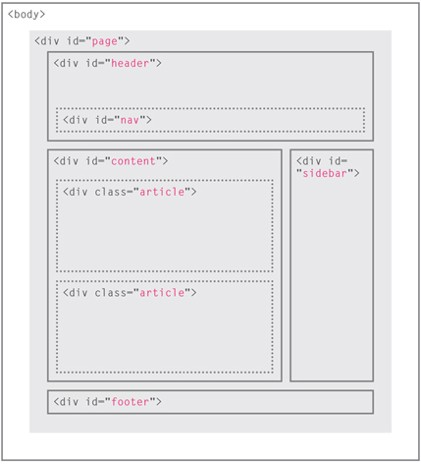 <body>
<div id="page">
<div id="header">
<div id="nav">
<div id="content">
<div id=
"sidebar">
<div class="article">
<div class="article">
<div id="footer">